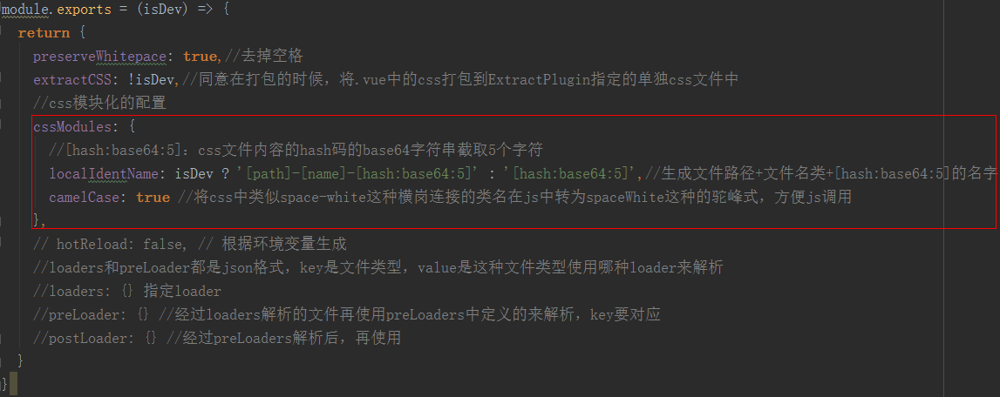 module.exports = (isDev) => {
return {
preserveWhitepace: true,//去掉空格
extractCSS: !isDev,//同意在打包的时候，将.vue中的css打包到ExtractPlugin指定的单独css文件中
//css模块化的配置
cssModules: {
//[hash:base64:5]：css文件内容的hash码的base64字符串截取5个字符
localIdentName: isDev ? '[path]-[name]-[hash:base64:5]' : '[hash:base64:5]',//生成文件路径+文件名类+[hash:base64:5]的名字
camelCase: true //将css中类似space-white这种横岗连接的类名在js中转为spaceWhite这种的驼峰式，方便js调用
},
// hotReload: false, // 根据环境变量生成
//loaders和preLoader都是json格式，key是文件类型，value是这种文件类型使用哪种loader来解析
//loaders: {} 指定loader
//preLoader: {} //经过loaders解析的文件再使用preLoaders中定义的来解析，key要对应
//postLoader: {} //经过preLoaders解析后，再使用
}
}